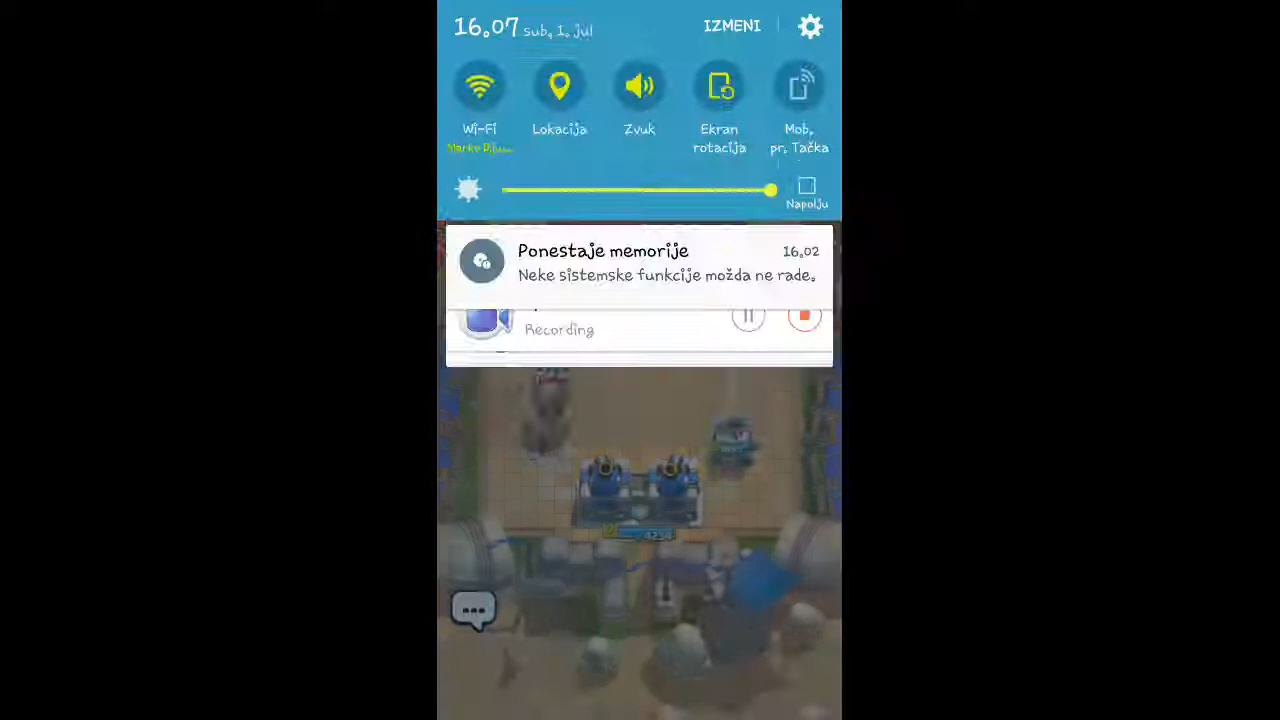 16.07 sub, 1. jul IZMENI
Wi-Fi Lokacija Zvuk Ekran rotacija Mob. pr. Tačka
Napolju
Ponestaje memorije 16.02
Neke sistemske funkcije možda ne rade.
Recording